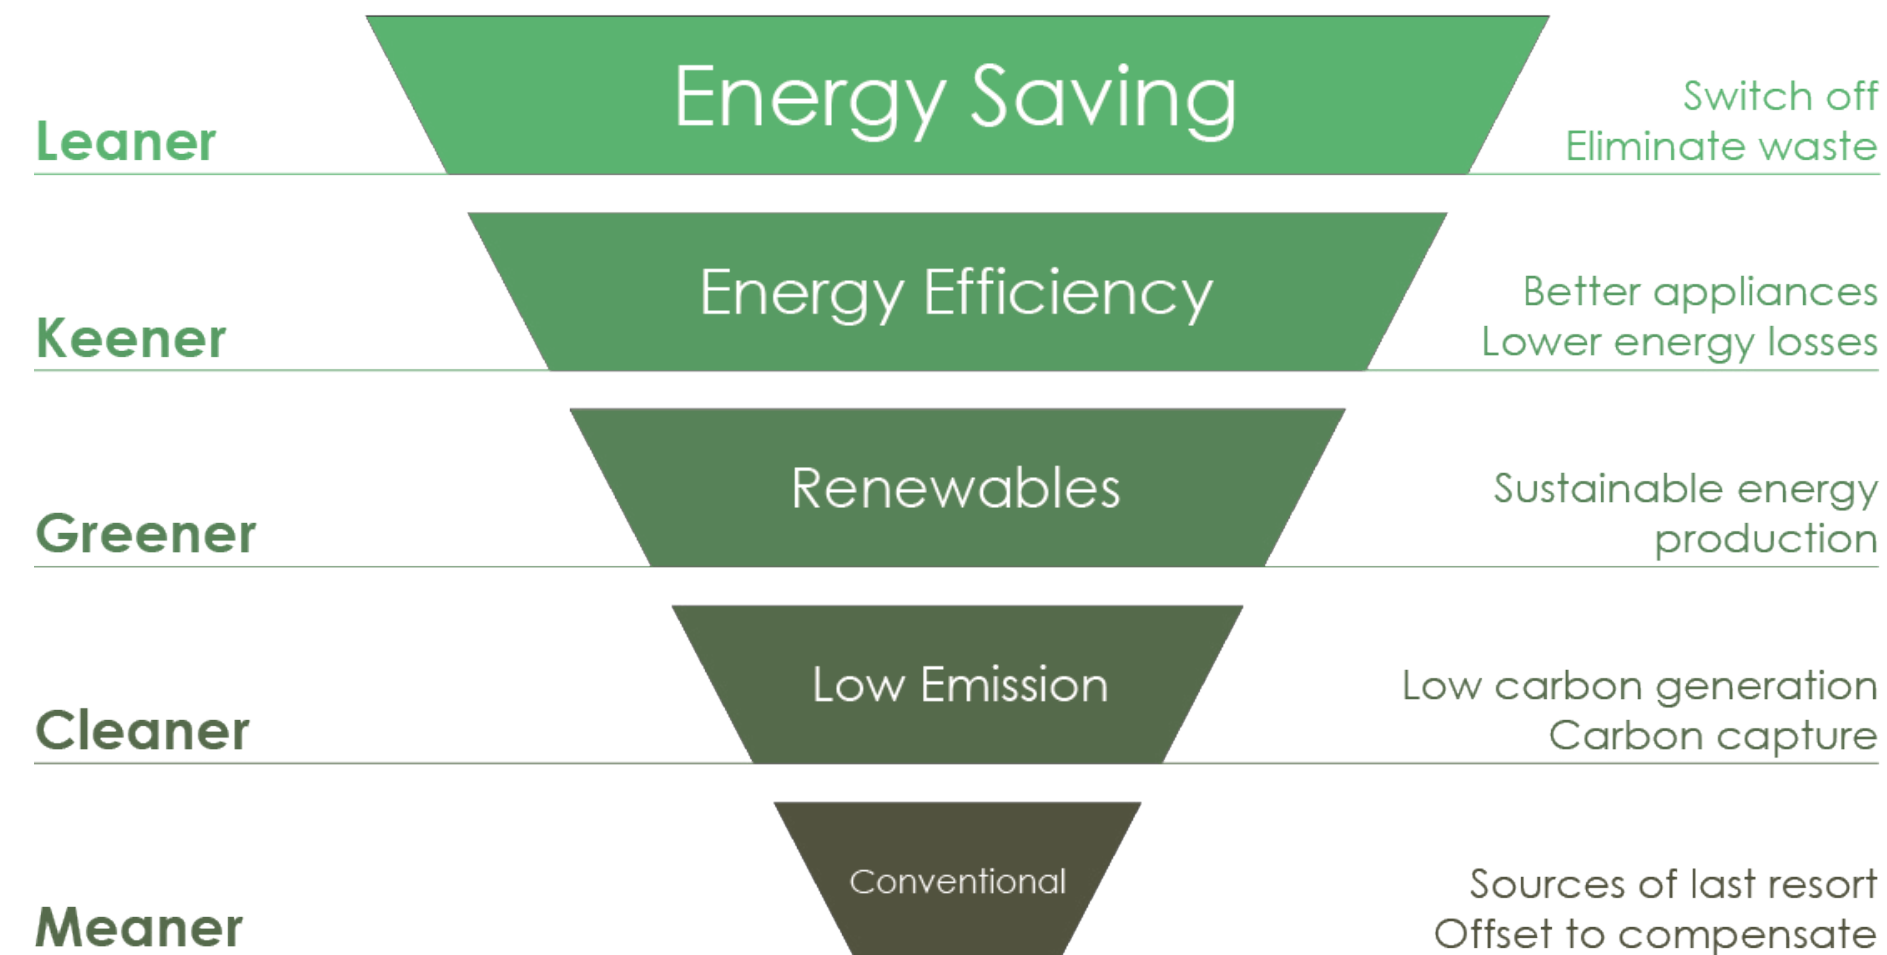 Leaner
Energy Saving
Switch off
Eliminate waste
Keener
Energy Efficiency
Better appliances
Lower energy losses
Greener
Renewables
Sustainable energy
production
Cleaner
Low Emission
Low carbon generation
Carbon capture
Meaner
Conventional
Sources of last resort
Offset to compensate